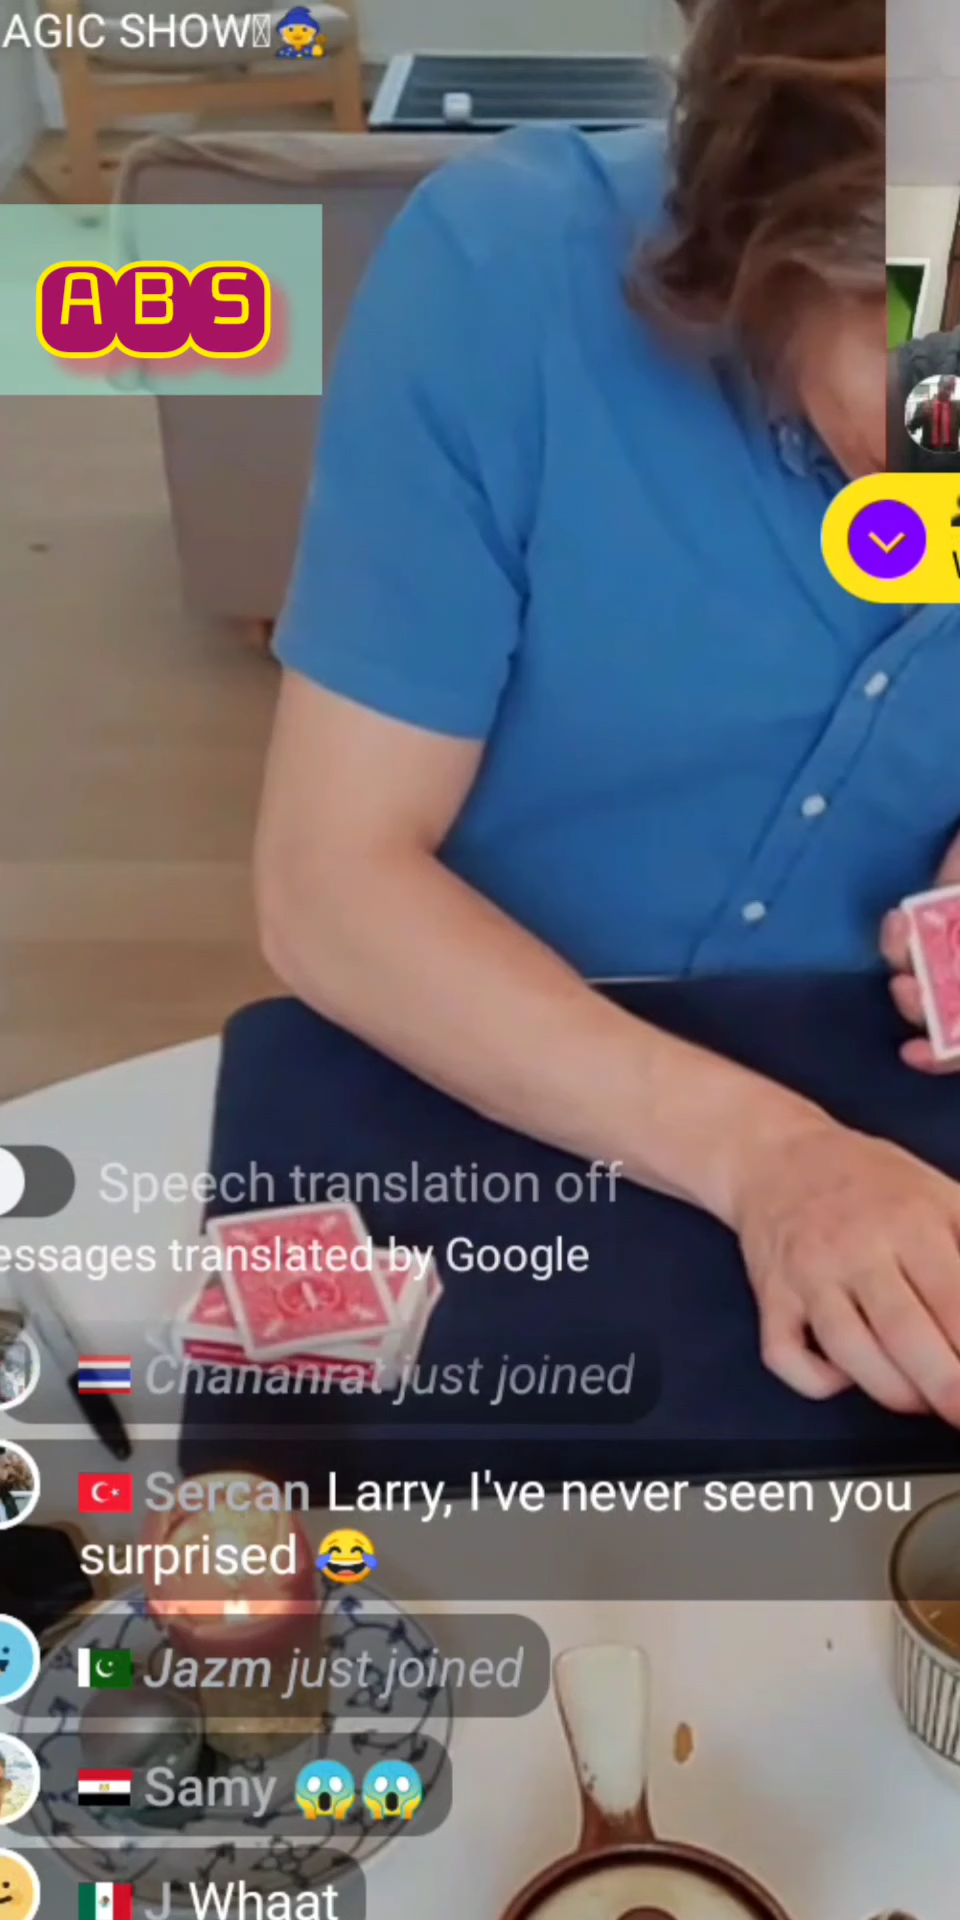 AGIC SHOW🧙
ABS
Speech translation off
essages translated by Google
Chananrat just joined
Sercan Larry, I've never seen you
surprised 😂
Jazm just joined
Samy 😱😱
J Whaat